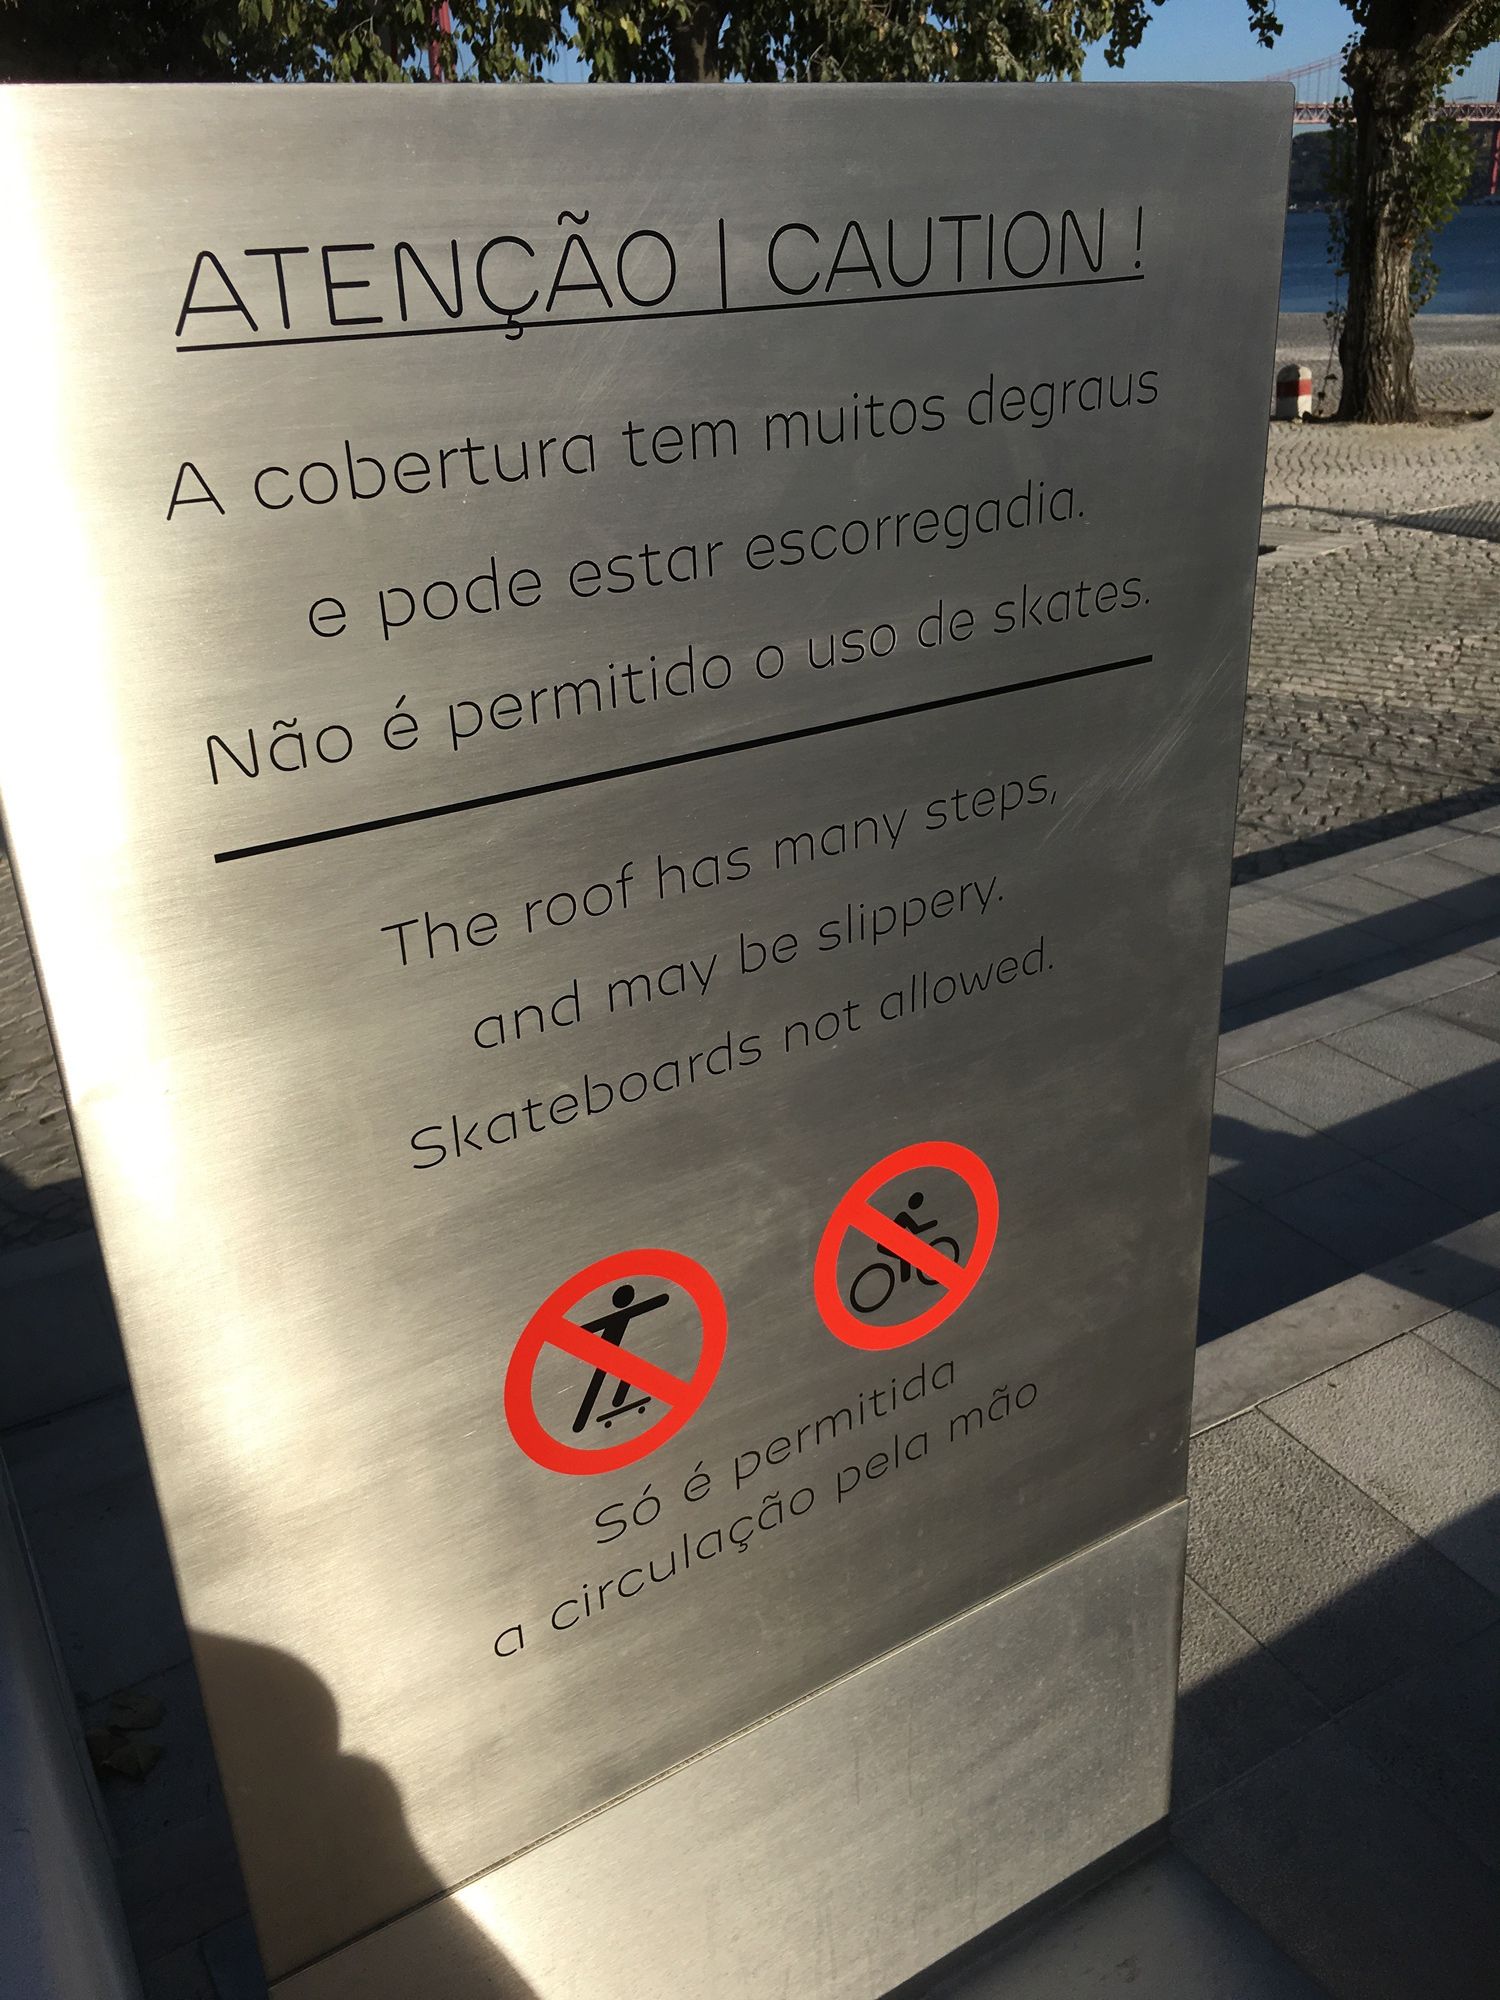 ATENÇÃO | CAUTION !
A cobertura tem muitos degraus
e pode estar escorregadia.
Não é permitido o uso de skates.
The roof has many steps,
and may be slippery.
Skateboards not allowed.
Só é permitida
a circulação pela mão